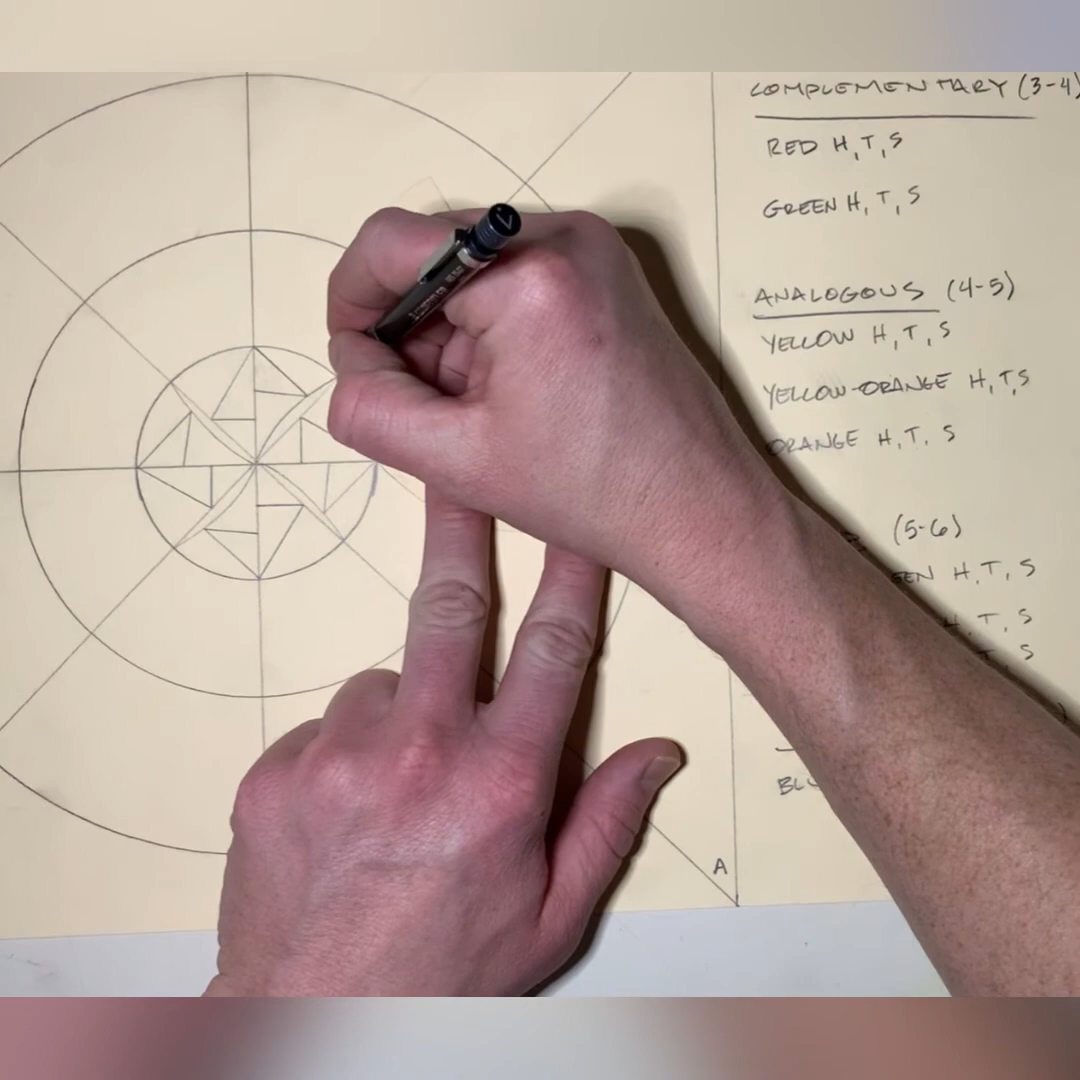 COMPLEMENTARY (3-4)
RED H, T, S
GREEN H, T, S
ANALOGOUS (4-5)
YELLOW H, T, S
YELLOW-ORANGE H, T, S
ORANGE H, T, S
(5-6)
H, T, S
T, S
T, S
A